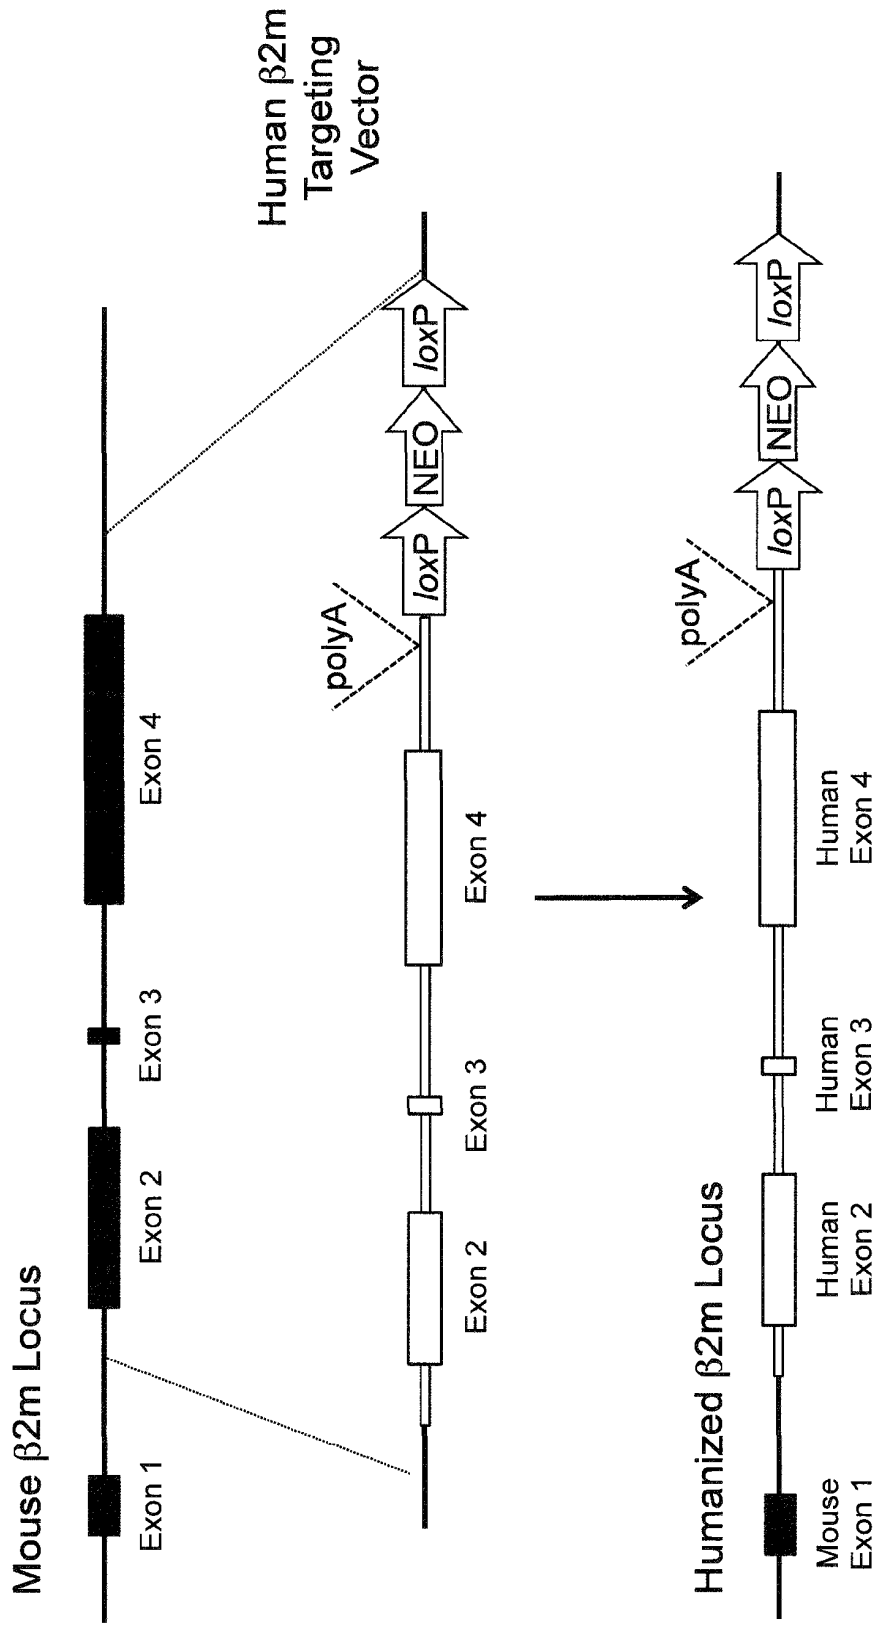 Mouse β2m Locus
Exon 1
Exon 2
Exon 3
Exon 4
Human β2m
Targeting
Vector
polyA
loxP
NEO
loxP
Exon 2
Exon 3
Exon 4
Humanized β2m Locus
polyA
loxP
NEO
loxP
Mouse
Exon 1
Human
Exon 2
Human
Exon 3
Human
Exon 4